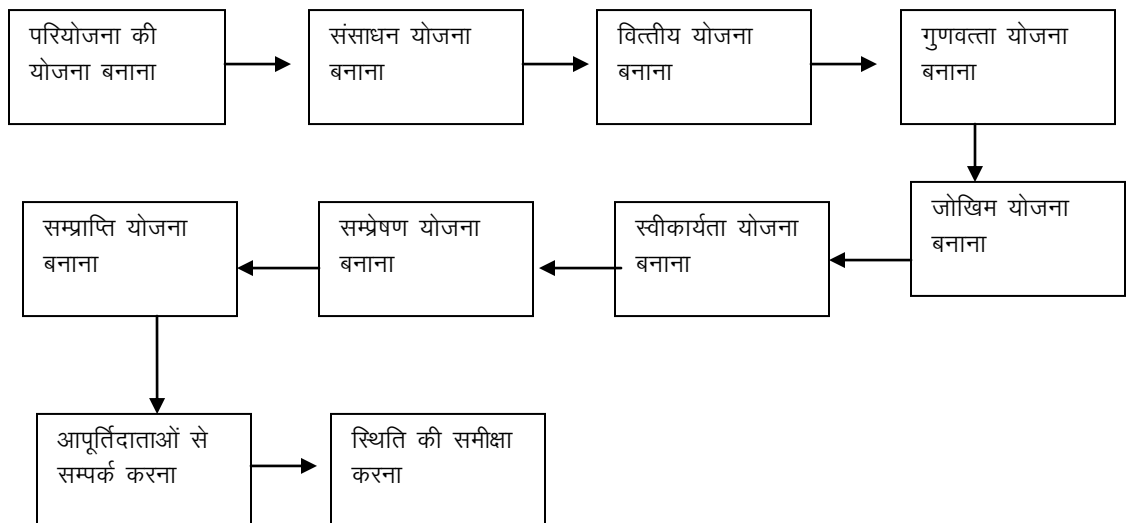 परियोजना की
योजना बनाना
संसाधन योजना
बनाना
वित्तीय योजना
बनाना
गुणवत्ता योजना
बनाना
जोखिम योजना
बनाना
स्वीकार्यता योजना
बनाना
सम्प्रेषण योजना
बनाना
सम्प्राप्ति योजना
बनाना
आपूर्तिदाताओं से
सम्पर्क करना
स्थिति की समीक्षा
करना